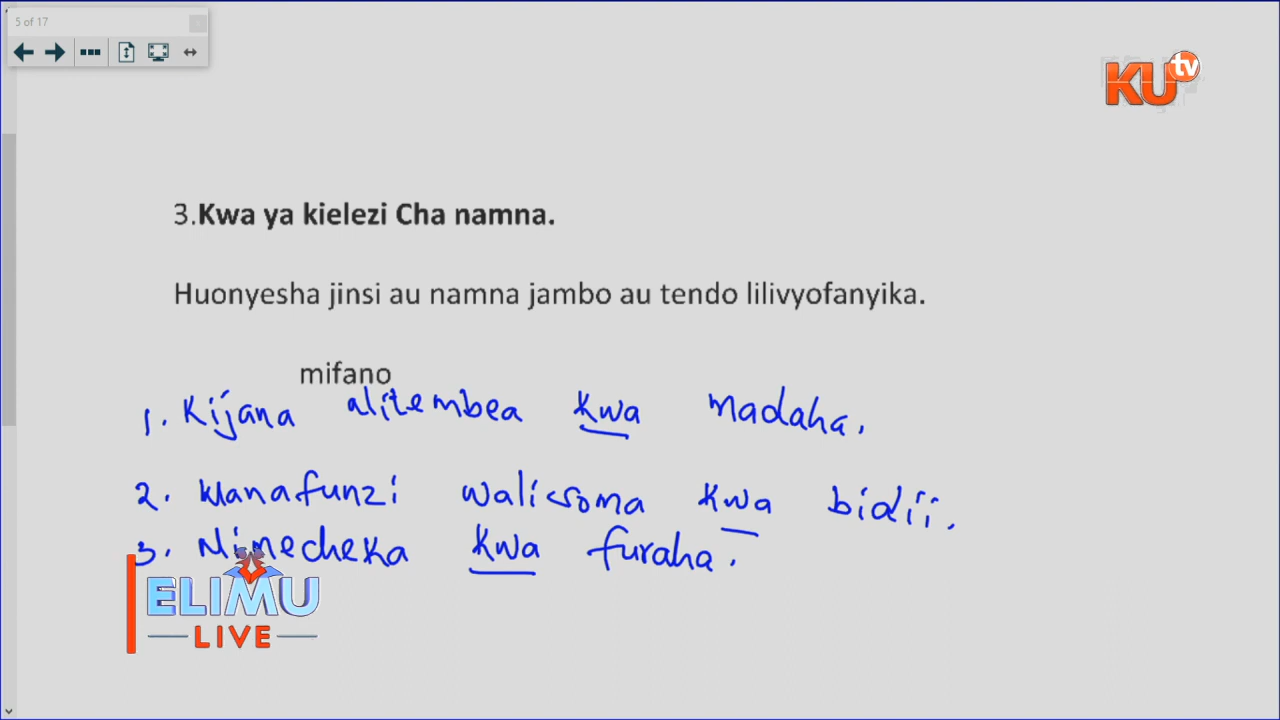 5 of 17
KU tv
3.Kwa ya kielezi Cha namna.
Huonyesha jinsi au namna jambo au tendo lilivyofanyika.
mifano
1. Kijana alitembea kwa madaha.
2. Wanafunzi walisoma kwa bidii.
3. Nimecheka kwa furaha.
ELIMU
LIVE